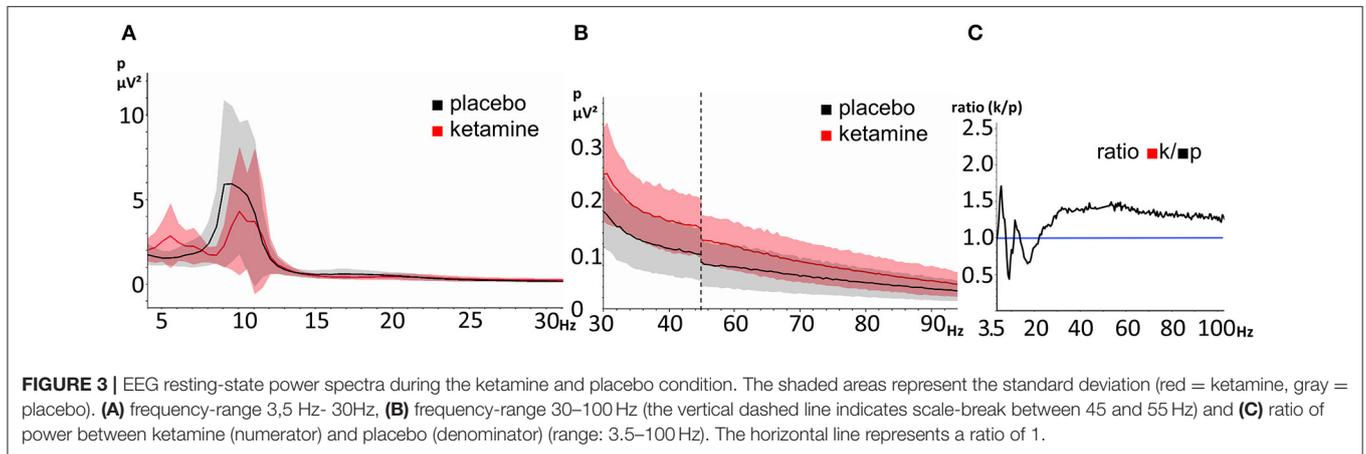 A
B
C
p
µV²
placebo
ketamine
10
5
0
5
10
15
20
25
30Hz
p
µV²
placebo
ketamine
0.3
0.2
0.1
0
30
40
60
70
80
90Hz
ratio (k/p)
2.5
2.0
1.5
1.0
0.5
ratio k/p
3.5
20
40
60
80
100Hz
FIGURE 3 | EEG resting-state power spectra during the ketamine and placebo condition. The shaded areas represent the standard deviation (red = ketamine, gray =
placebo). (A) frequency-range 3,5 Hz- 30Hz, (B) frequency-range 30–100 Hz (the vertical dashed line indicates scale-break between 45 and 55 Hz) and (C) ratio of
power between ketamine (numerator) and placebo (denominator) (range: 3.5–100 Hz). The horizontal line represents a ratio of 1.